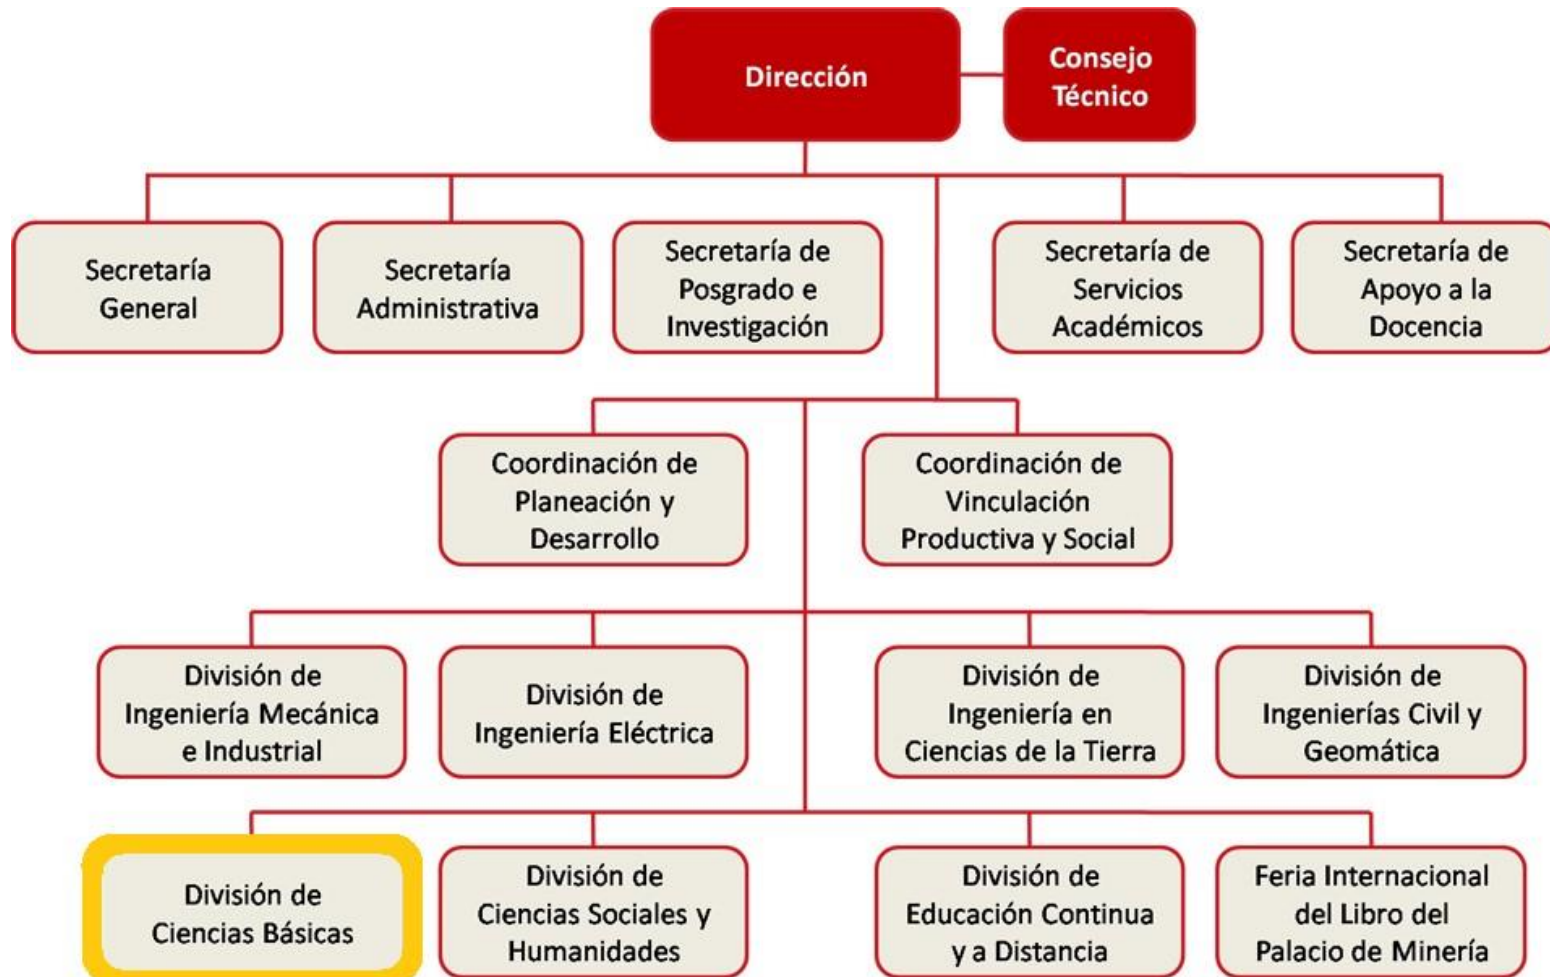 Dirección
Consejo
Técnico
Secretaría
General
Secretaría
Administrativa
Secretaría de
Posgrado e
Investigación
Secretaría de
Servicios
Académicos
Secretaría de
Apoyo a la
Docencia
Coordinación de
Planeación y
Desarrollo
Coordinación de
Vinculación
Productiva y Social
División de
Ingeniería Mecánica
e Industrial
División de
Ingeniería Eléctrica
División de
Ingeniería en
Ciencias de la Tierra
División de
Ingenierías Civil y
Geomática
División de
Ciencias Básicas
División de
Ciencias Sociales y
Humanidades
División de
Educación Continua
y a Distancia
Feria Internacional
del Libro del
Palacio de Minería